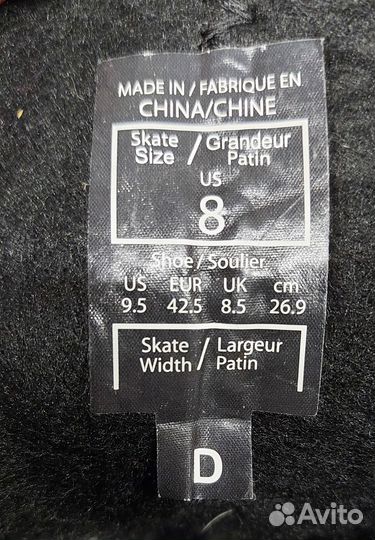 MADE IN / FABRIQUE EN
CHINA/CHINE
Skate Size / Grandeur Patin
US
8
Shoe / Soulier
US EUR UK cm
9.5 42.5 8.5 26.9
Skate Width / Largeur Patin
D
Avito